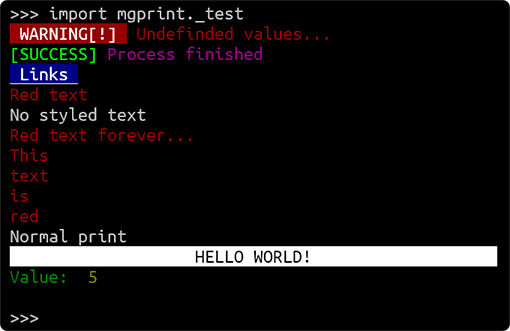 >>> import mgprint._test
WARNING[!] Undefinded values...
[SUCCESS] Process finished
Links
Red text
No styled text
Red text forever...
This
text
is
red
Normal print
HELLO WORLD!
Value:  5
>>>